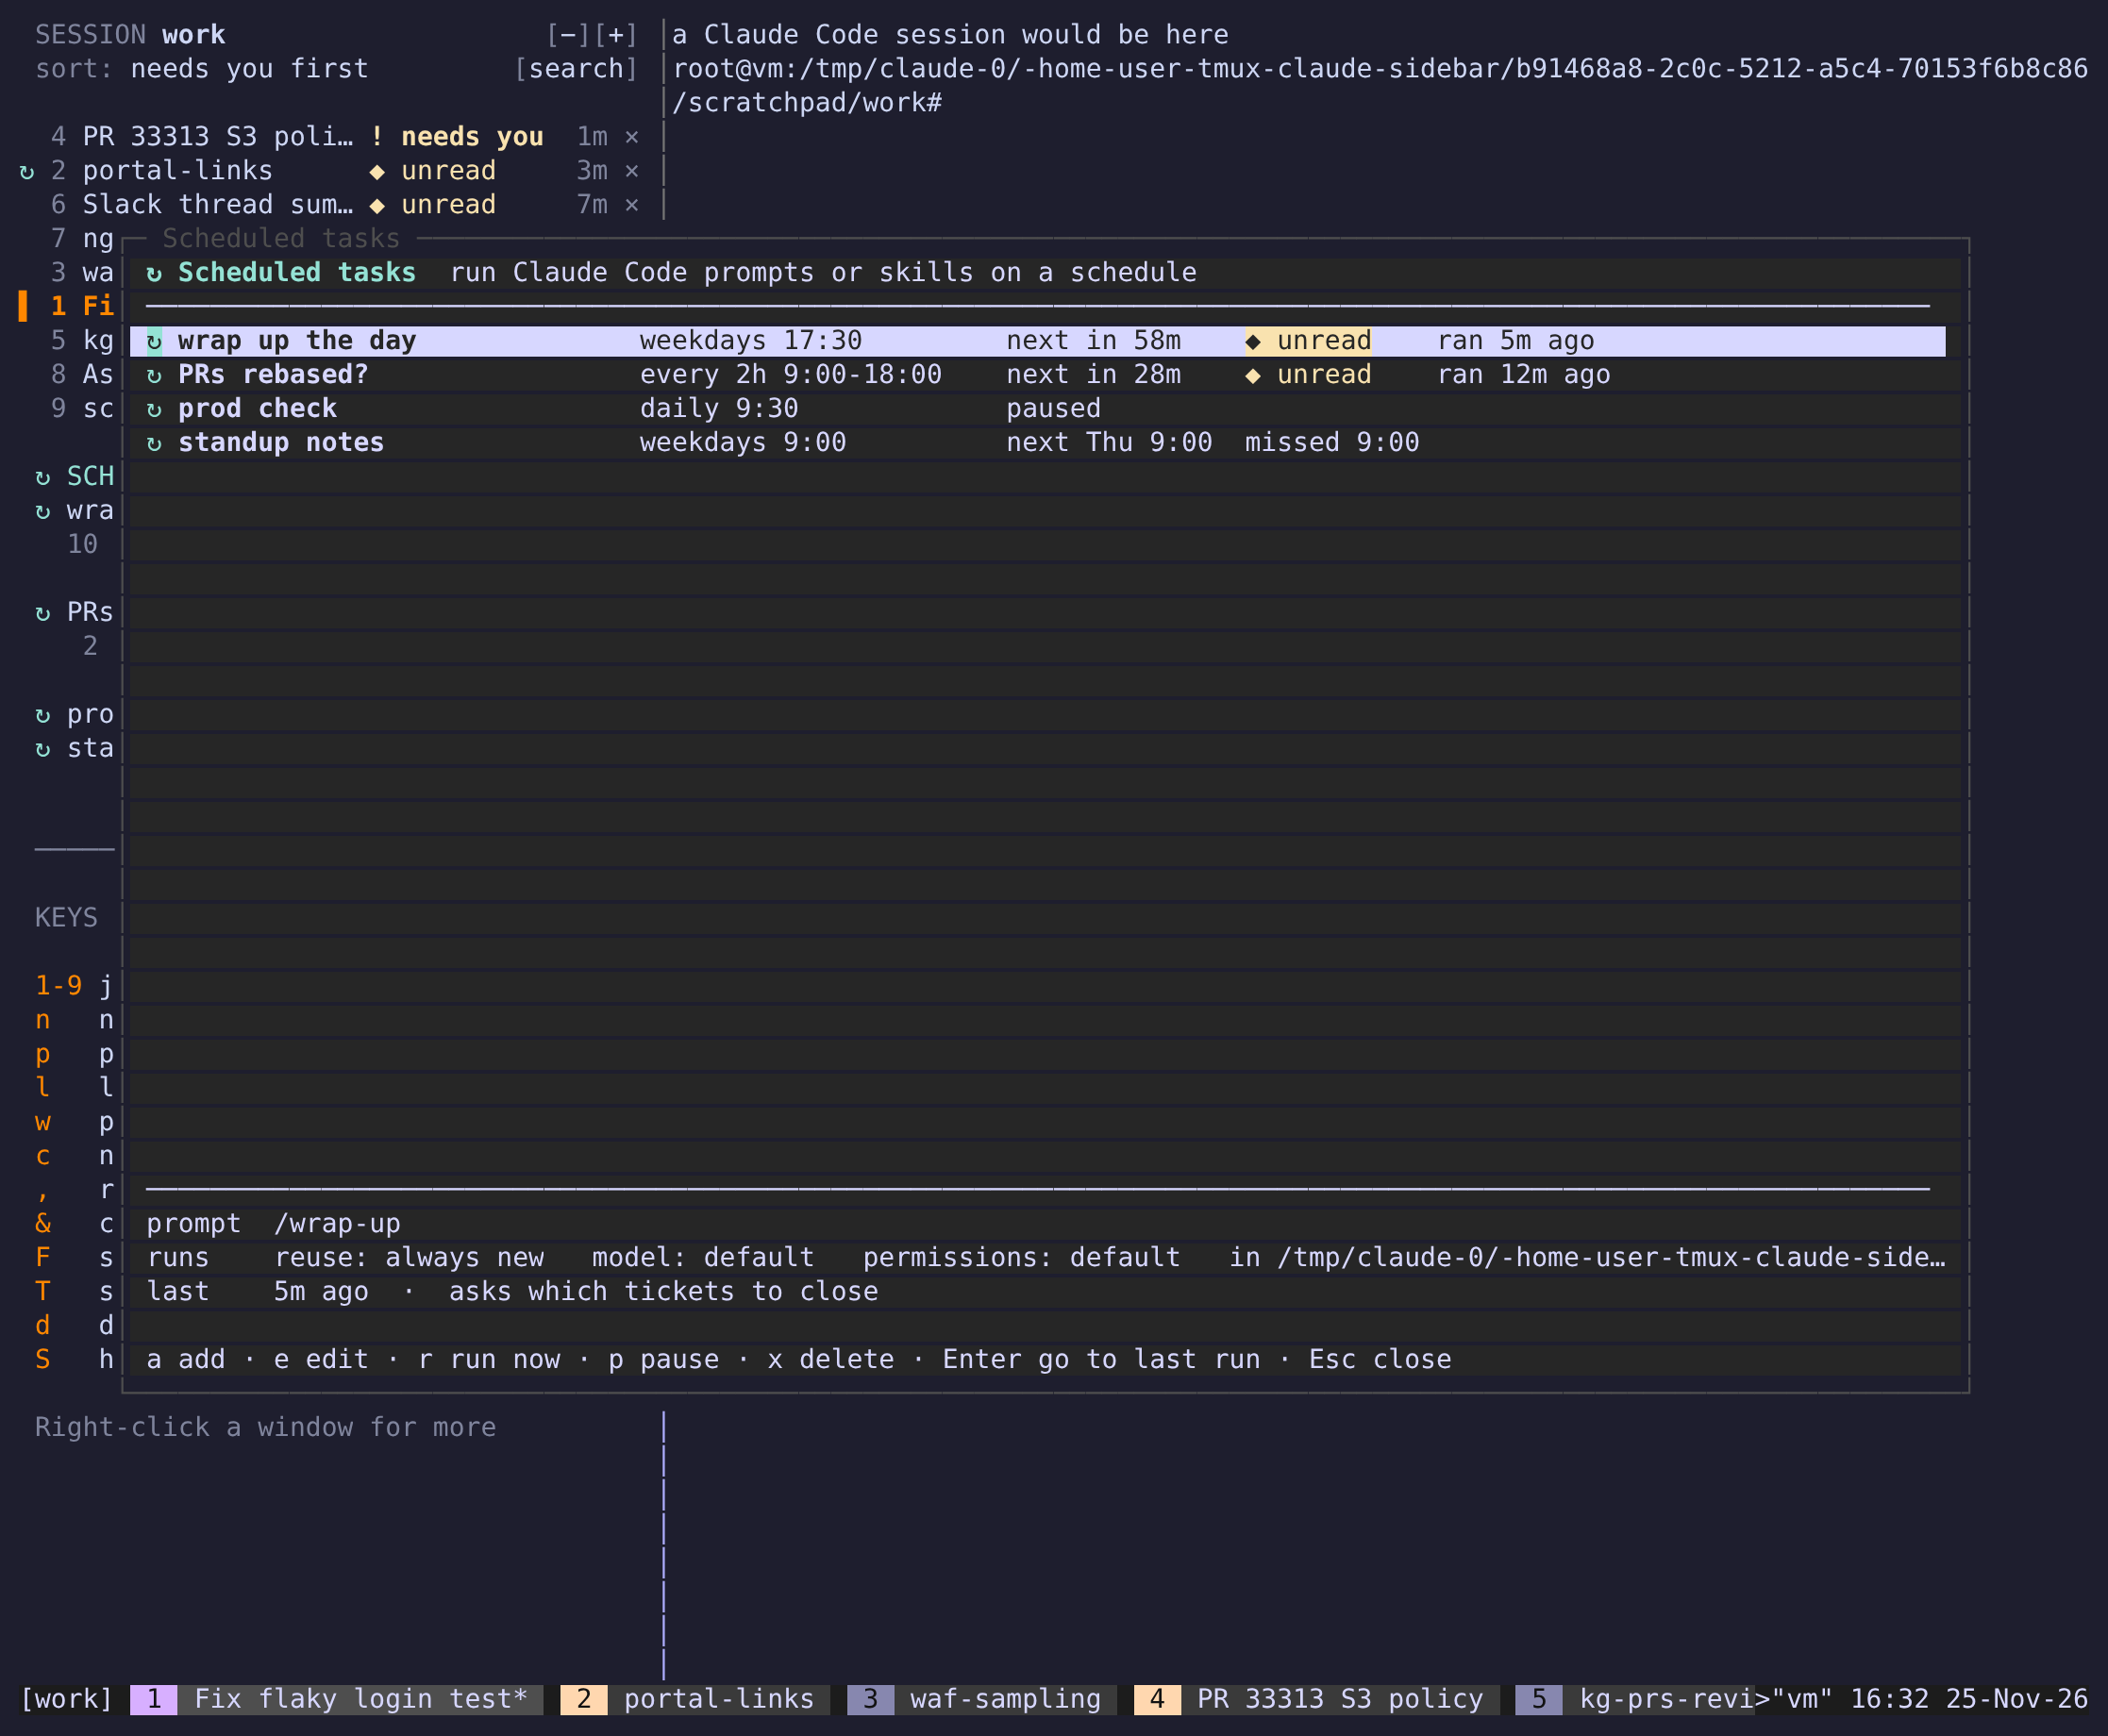 SESSION work [−][+]
sort: needs you first [search]
a Claude Code session would be here
root@vm:/tmp/claude-0/-home-user-tmux-claude-sidebar/b91468a8-2c0c-5212-a5c4-70153f6b8c86
/scratchpad/work#
4 PR 33313 S3 poli… ! needs you 1m ×
↻ 2 portal-links ◆ unread 3m ×
6 Slack thread sum… ◆ unread 7m ×
7 ng
3 wa
1 Fi
5 kg
8 As
9 sc
↻ SCH
↻ wra
10
↻ PRs
2
↻ pro
↻ sta
KEYS
1-9 j
n n
p p
l l
w p
c n
, r
& c
F s
T s
d d
S h
Right-click a window for more
Scheduled tasks
↻ Scheduled tasks run Claude Code prompts or skills on a schedule
↻ wrap up the day weekdays 17:30 next in 58m ◆ unread ran 5m ago
↻ PRs rebased? every 2h 9:00-18:00 next in 28m ◆ unread ran 12m ago
↻ prod check daily 9:30 paused
↻ standup notes weekdays 9:00 next Thu 9:00 missed 9:00
prompt /wrap-up
runs reuse: always new model: default permissions: default in /tmp/claude-0/-home-user-tmux-claude-side…
last 5m ago · asks which tickets to close
a add · e edit · r run now · p pause · x delete · Enter go to last run · Esc close
[work] 1 Fix flaky login test* 2 portal-links 3 waf-sampling 4 PR 33313 S3 policy 5 kg-prs-revi>"vm" 16:32 25-Nov-26